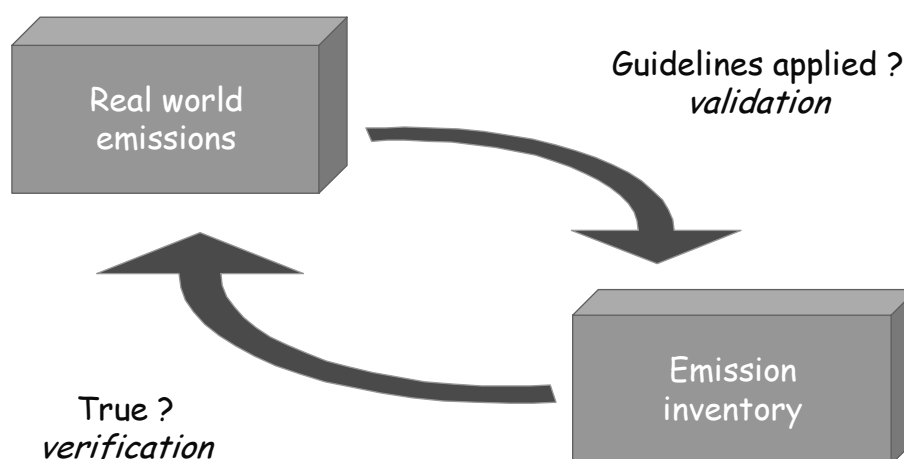 Real world
emissions
Guidelines applied ?
validation
Emission
inventory
True ?
verification